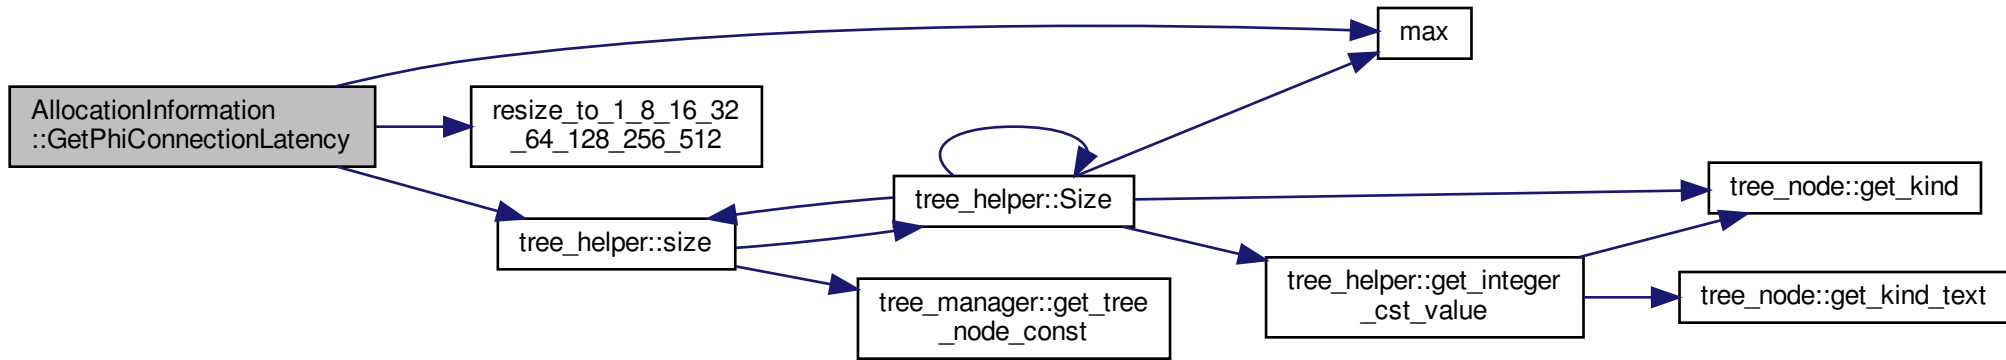 AllocationInformation
::GetPhiConnectionLatency
max
resize_to_1_8_16_32
_64_128_256_512
tree_helper::size
tree_helper::Size
tree_manager::get_tree
_node_const
tree_node::get_kind
tree_helper::get_integer
_cst_value
tree_node::get_kind_text